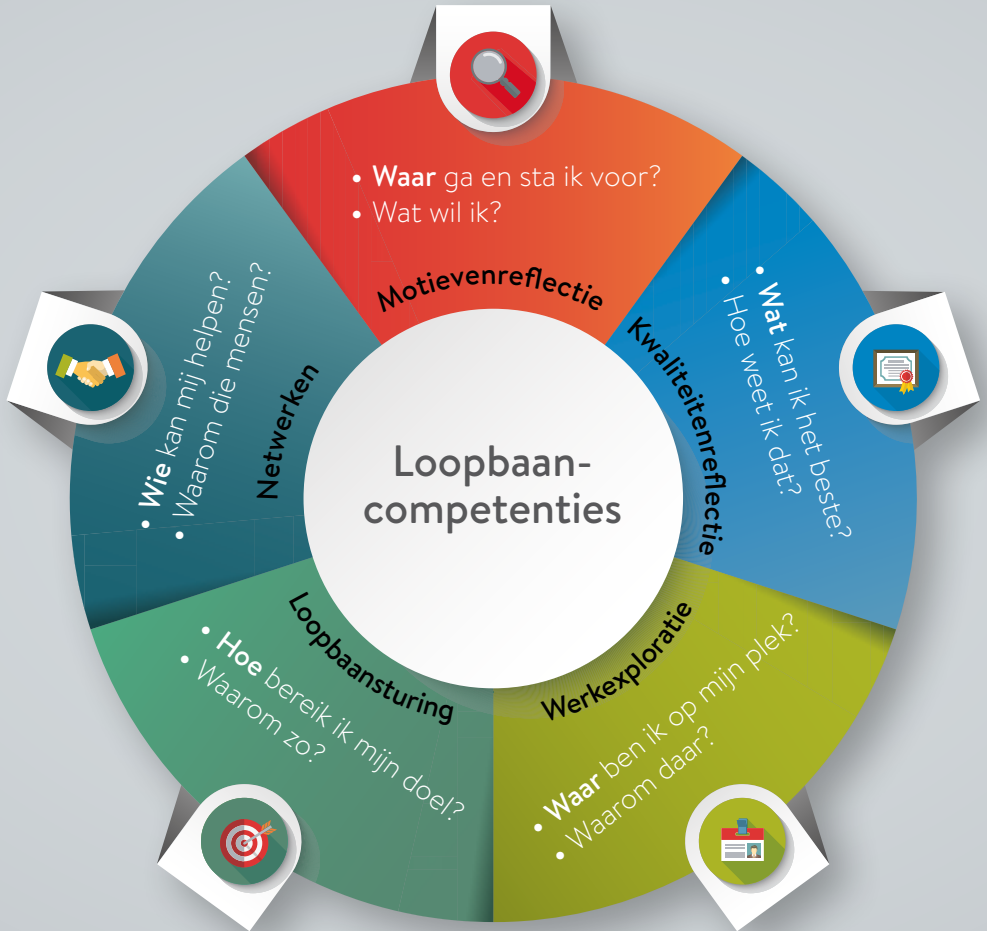 Loopbaan-
competenties
Motievenreflectie
• Waar ga en sta ik voor?
• Wat wil ik?
Kwaliteitenreflectie
• Wat kan ik het beste?
• Hoe weet ik dat?
Werkexploratie
• Waar ben ik op mijn plek?
• Waarom daar?
Loopbaansturing
• Hoe bereik ik mijn doel?
• Waarom zo?
Netwerken
• Wie kan mij helpen?
• Waarom die mensen?